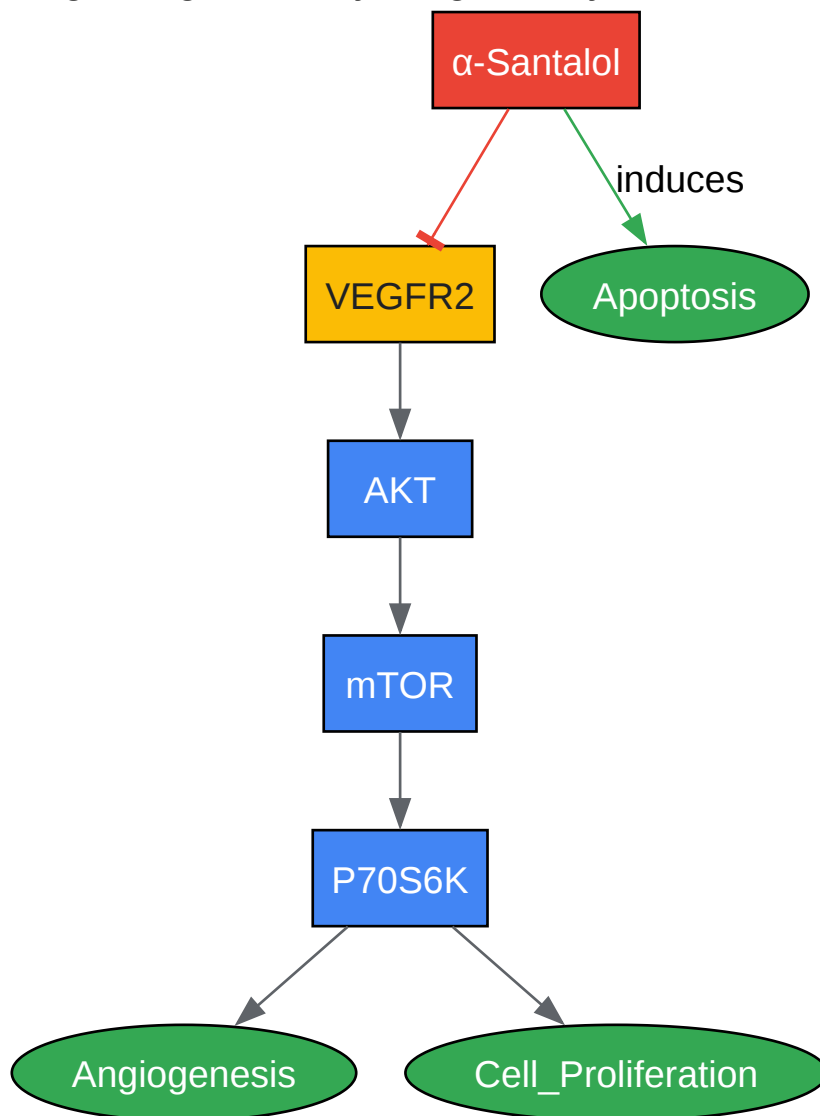 α-Santalol
induces
VEGFR2
Apoptosis
AKT
mTOR
P70S6K
Angiogenesis
Cell_Proliferation